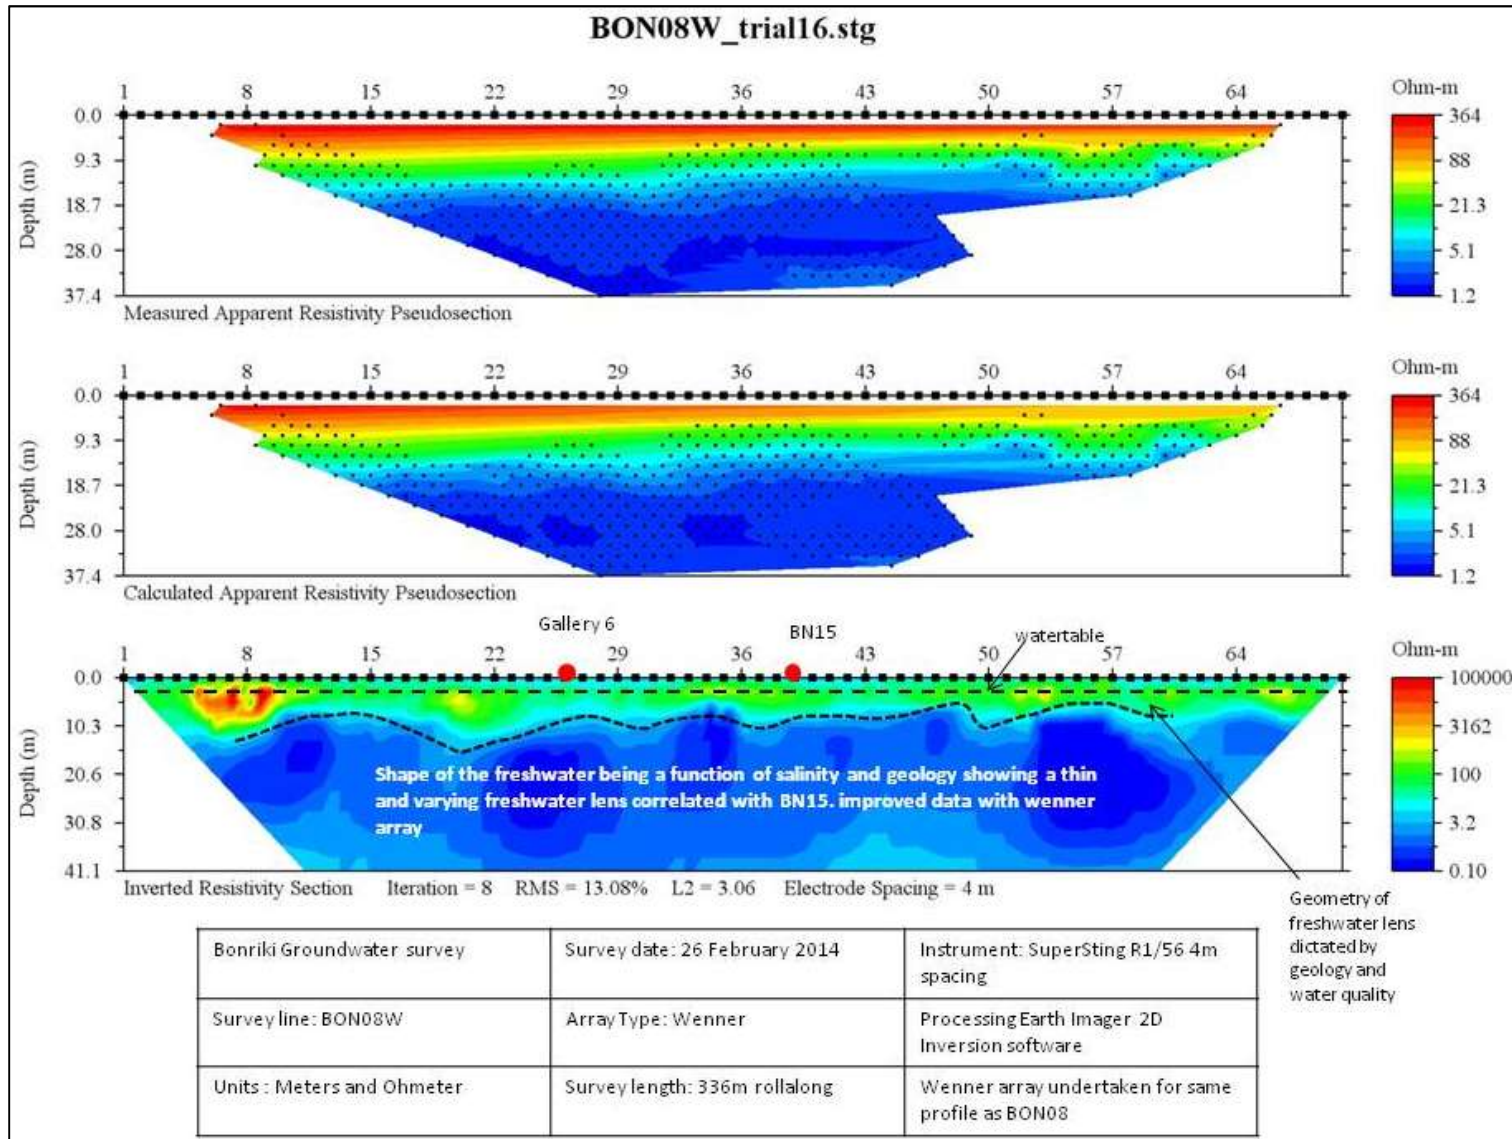 BON08W_trial16.stg
1 8 15 22 29 36 43 50 57 64
Ohm-m
Depth (m)
0.0
9.3
18.7
28.0
37.4
364
88
21.3
5.1
1.2
Measured Apparent Resistivity Pseudosection
1 8 15 22 29 36 43 50 57 64
Ohm-m
Depth (m)
0.0
9.3
18.7
28.0
37.4
364
88
21.3
5.1
1.2
Calculated Apparent Resistivity Pseudosection
Gallery 6
BN15
watertable
1 8 15 22 29 36 43 50 57 64
Ohm-m
Depth (m)
0.0
10.3
20.6
30.8
41.1
100000
3162
100
3.2
0.10
Shape of the freshwater being a function of salinity and geology showing a thin
and varying freshwater lens correlated with BN15. improved data with wenner
array
Inverted Resistivity Section Iteration = 8 RMS = 13.08% L2 = 3.06 Electrode Spacing = 4 m
Geometry of
freshwater lens
dictated by
geology and
water quality
Bonriki Groundwater survey
Survey date: 26 February 2014
Instrument: SuperSting R1/56 4m
spacing
Survey line: BON08W
Array Type: Wenner
Processing Earth Imager 2D
Inversion software
Units : Meters and Ohmeter
Survey length: 336m rollalong
Wenner array undertaken for same
profile as BON08